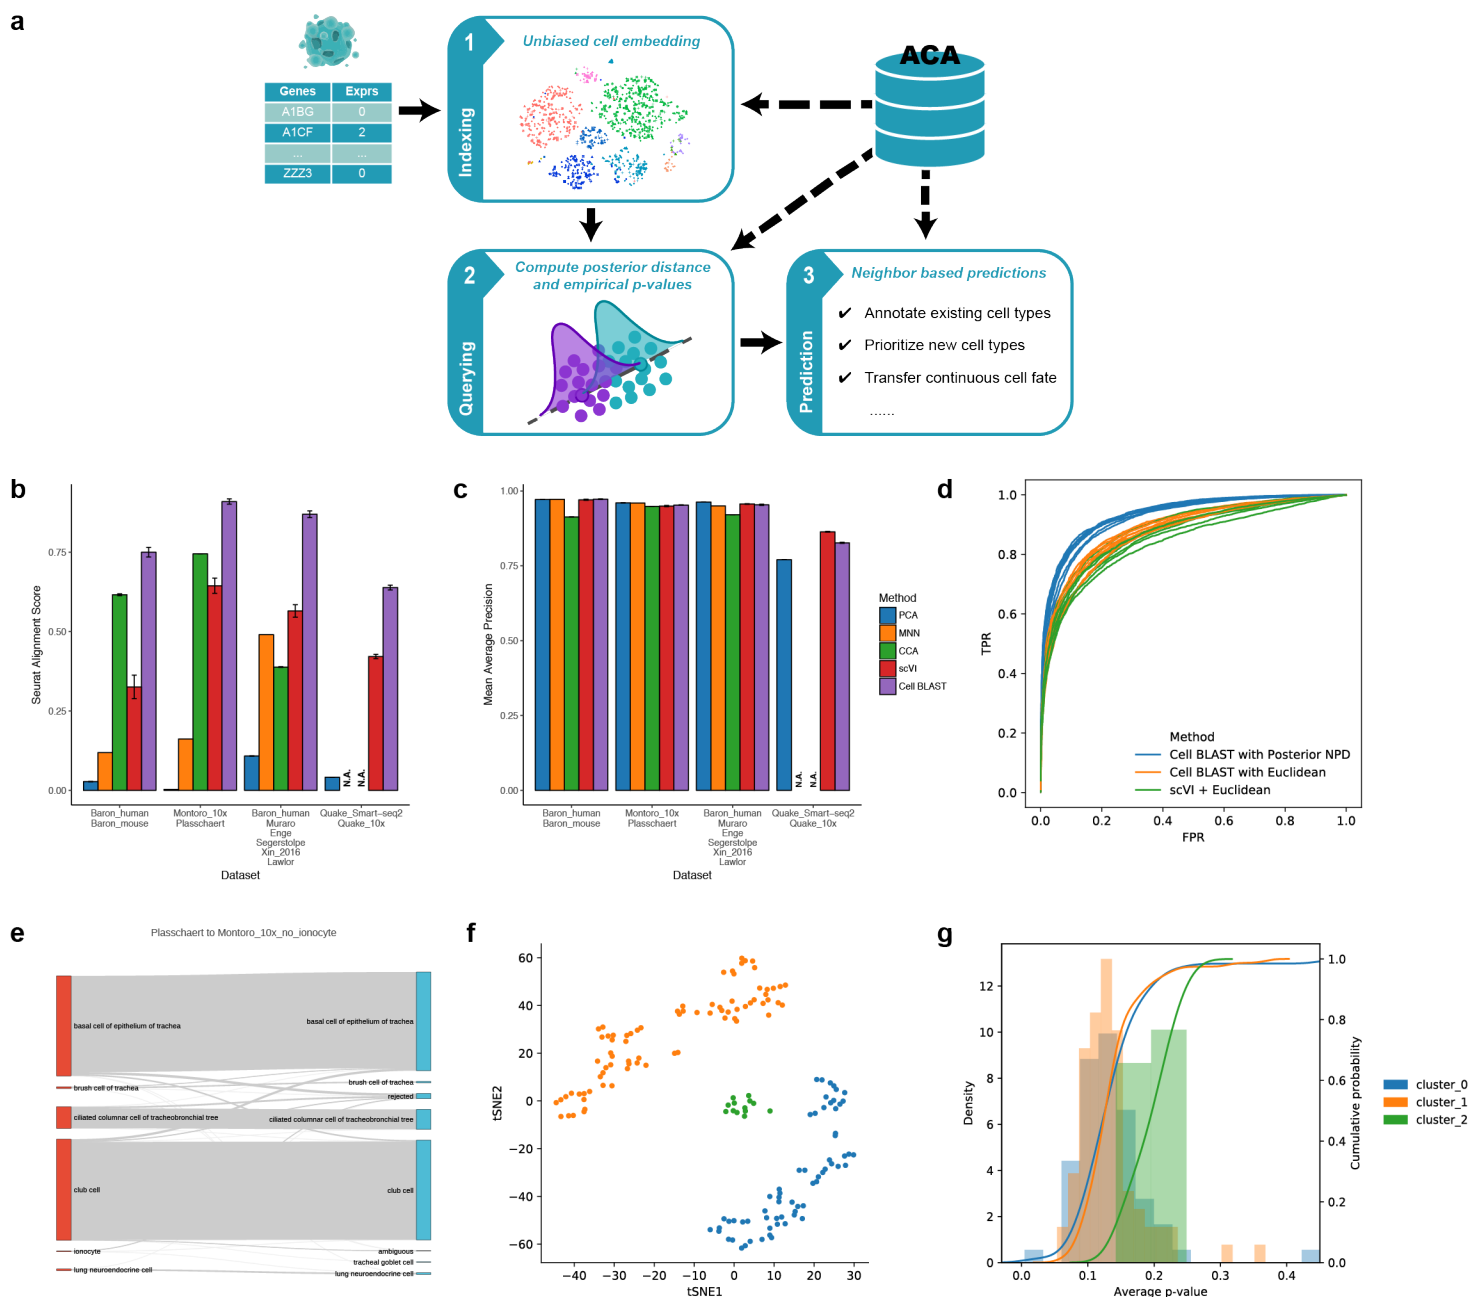 a
Genes Exprs
A1BG 0
A1CF 2
... ...
ZZZ3 0
1
Indexing
Unbiased cell embedding
ACA
2
Querying
Compute posterior distance
and empirical p-values
3
Prediction
Neighbor based predictions
✔ Annotate existing cell types
✔ Prioritize new cell types
✔ Transfer continuous cell fate
......
b
Seurat Alignment Score
0.75
0.50
0.25
0.00
N.A.
N.A.
Baron_human
Baron_mouse
Montoro_10x
Plasschaert
Baron_human
Muraro
Enge
Segerstolpe
Xin_2016
Lawlor
Quake_Smart-seq2
Quake_10x
Dataset
c
Mean Average Precision
1.00
0.75
0.50
0.25
0.00
N.A.
N.A.
Baron_human
Baron_mouse
Montoro_10x
Plasschaert
Baron_human
Muraro
Enge
Segerstolpe
Xin_2016
Lawlor
Quake_Smart-seq2
Quake_10x
Dataset
Method
PCA
MNN
CCA
scVI
Cell BLAST
d
TPR
1.0
0.8
0.6
0.4
0.2
0.0
Method
Cell BLAST with Posterior NPD
Cell BLAST with Euclidean
scVI + Euclidean
0.0 0.2 0.4 0.6 0.8 1.0
FPR
e
Plasschaert to Montoro_10x_no_ionocyte
basal cell of epithelium of trachea
brush cell of trachea
ciliated columnar cell of tracheobronchial tree
club cell
ionocyte
lung neuroendocrine cell
basal cell of epithelium of trachea
brush cell of trachea
rejected
ciliated columnar cell of tracheobronchial tree
club cell
ambiguous
tracheal goblet cell
lung neuroendocrine cell
f
tSNE2
60
40
20
0
−20
−40
−60
−40 −30 −20 −10 0 10 20 30
tSNE1
g
Density
12
10
8
6
4
2
0
0.0 0.1 0.2 0.3 0.4
Average p-value
1.0
0.8
0.6
0.4
0.2
0.0
Cumulative probability
cluster_0
cluster_1
cluster_2